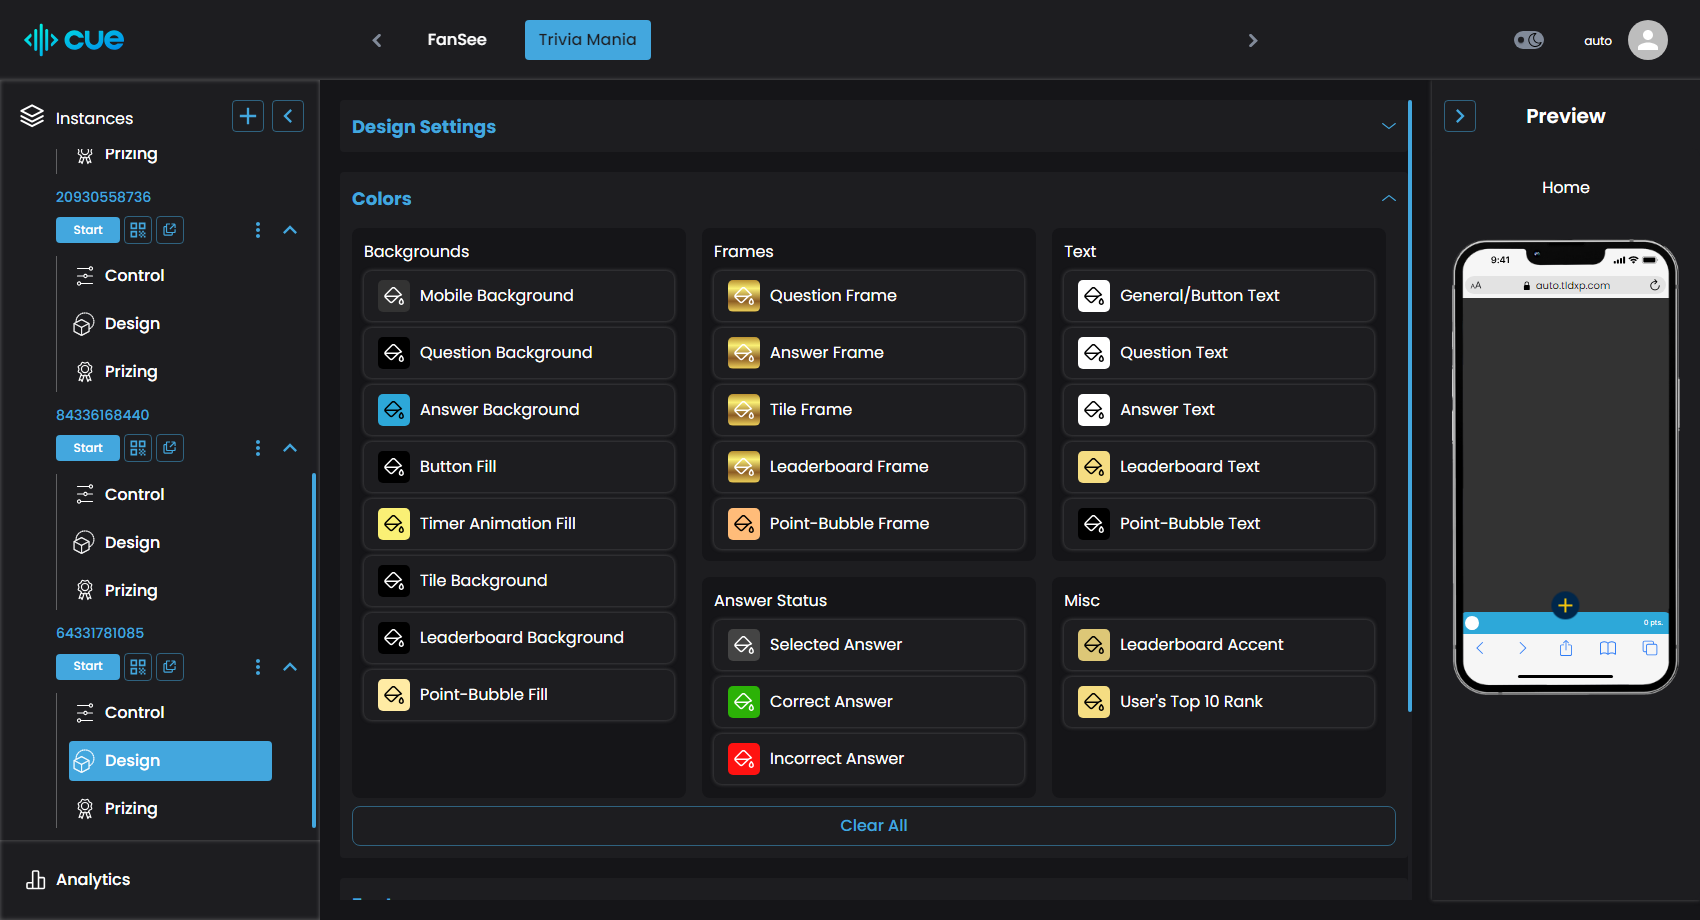 cue
FanSee
Trivia Mania
auto
Instances
Prizing
20930558736
Start
Control
Design
Prizing
84336168440
Start
Control
Design
Prizing
64331781085
Start
Control
Design
Prizing
Analytics
Design Settings
Colors
Backgrounds
Mobile Background
Question Background
Answer Background
Button Fill
Timer Animation Fill
Tile Background
Leaderboard Background
Point-Bubble Fill
Frames
Question Frame
Answer Frame
Tile Frame
Leaderboard Frame
Point-Bubble Frame
Answer Status
Selected Answer
Correct Answer
Incorrect Answer
Text
General/Button Text
Question Text
Answer Text
Leaderboard Text
Point-Bubble Text
Misc
Leaderboard Accent
User's Top 10 Rank
Clear All
Preview
Home
9:41
AA
auto.tldxp.com
0 pts.